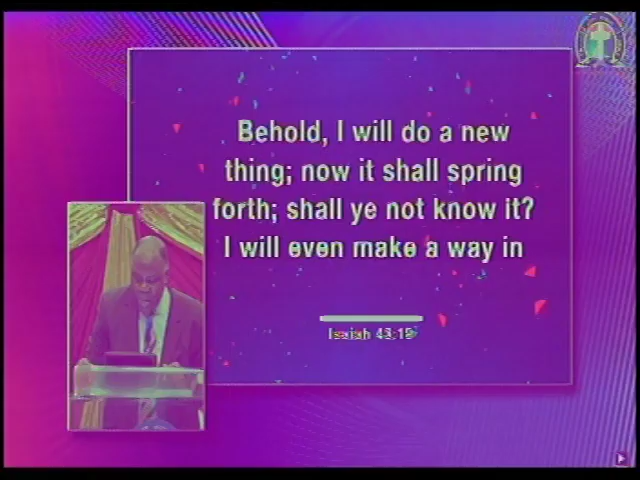 Behold, I will do a new
thing; now it shall spring
forth; shall ye not know it?
I will even make a way in
Isaiah 43:19